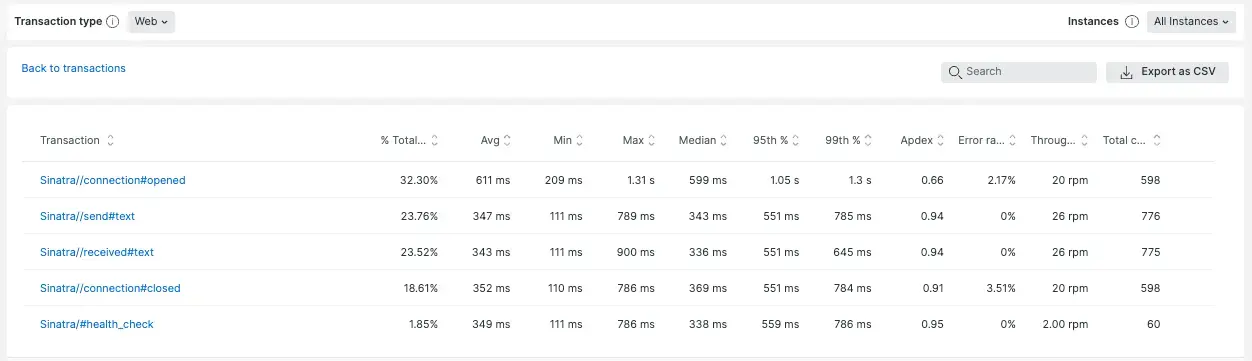 Transaction type Web Instances All Instances
Back to transactions Search Export as CSV
Transaction % Total... Avg Min Max Median 95th % 99th % Apdex Error ra... Throug... Total c...
Sinatra//connection#opened 32.30% 611 ms 209 ms 1.31 s 599 ms 1.05 s 1.3 s 0.66 2.17% 20 rpm 598
Sinatra//send#text 23.76% 347 ms 111 ms 789 ms 343 ms 551 ms 785 ms 0.94 0% 26 rpm 776
Sinatra//received#text 23.52% 343 ms 111 ms 900 ms 336 ms 551 ms 645 ms 0.94 0% 26 rpm 775
Sinatra//connection#closed 18.61% 352 ms 110 ms 786 ms 369 ms 551 ms 784 ms 0.91 3.51% 20 rpm 598
Sinatra/#health_check 1.85% 349 ms 111 ms 786 ms 338 ms 559 ms 786 ms 0.95 0% 2.00 rpm 60